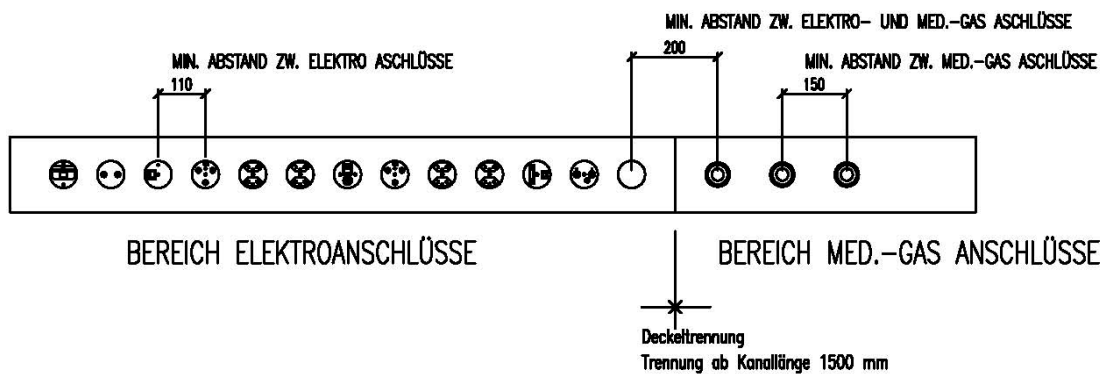 MIN. ABSTAND ZW. ELEKTRO- UND MED.-GAS ASCHLÜSSE
200
MIN. ABSTAND ZW. ELEKTRO ASCHLÜSSE
110
MIN. ABSTAND ZW. MED.-GAS ASCHLÜSSE
150
BEREICH ELEKTROANSCHLÜSSE
BEREICH MED.-GAS ANSCHLÜSSE
Deckeltrennung
Trennung ab Kanallänge 1500 mm